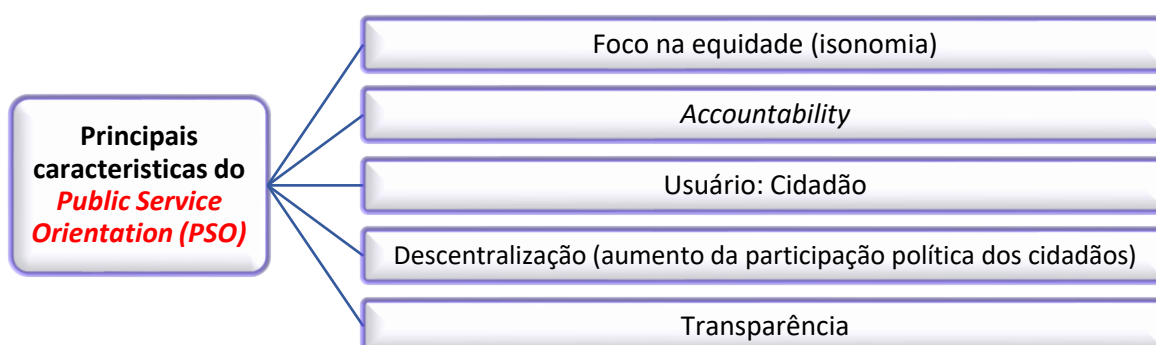 Principais
caracteristicas do
Public Service
Orientation (PSO)
Foco na equidade (isonomia)
Accountability
Usuário: Cidadão
Descentralização (aumento da participação política dos cidadãos)
Transparência